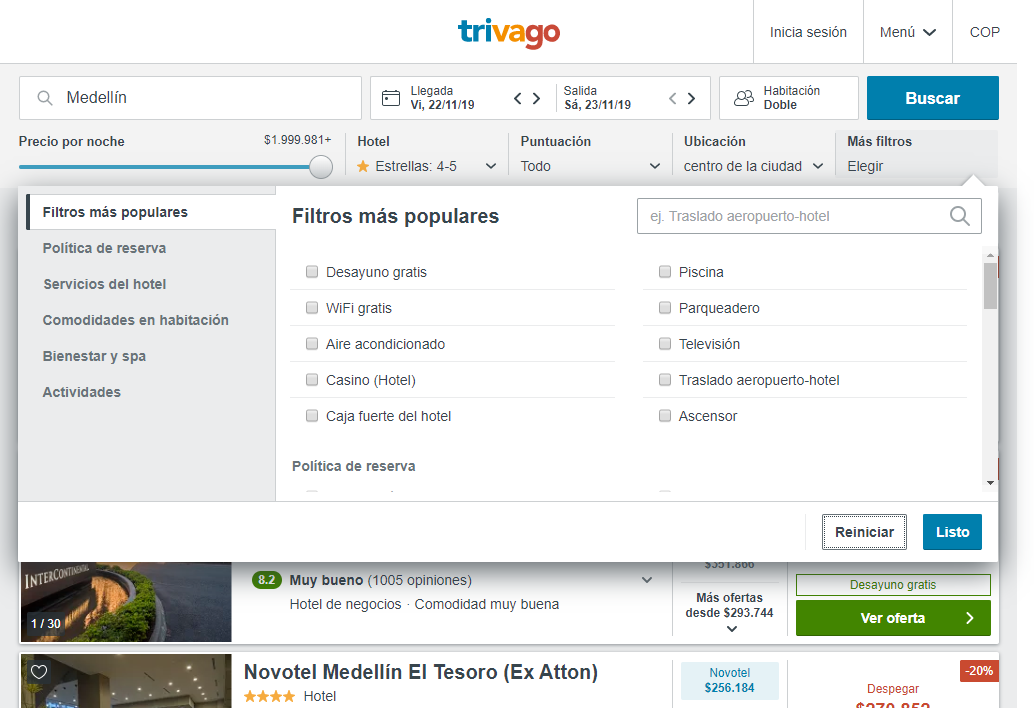 trivago
Inicia sesión
Menú
COP
Medellín
Llegada
Vi, 22/11/19
Salida
Sá, 23/11/19
Habitación
Doble
Buscar
Precio por noche
$1.999.981+
Hotel
Estrellas: 4-5
Puntuación
Todo
Ubicación
centro de la ciudad
Más filtros
Elegir
Filtros más populares
Política de reserva
Servicios del hotel
Comodidades en habitación
Bienestar y spa
Actividades
Filtros más populares
ej. Traslado aeropuerto-hotel
Desayuno gratis
Piscina
WiFi gratis
Parqueadero
Aire acondicionado
Televisión
Casino (Hotel)
Traslado aeropuerto-hotel
Caja fuerte del hotel
Ascensor
Política de reserva
Reiniciar
Listo
INTERCONTINENTAL
1 / 30
8.2 Muy bueno (1005 opiniones)
Hotel de negocios · Comodidad muy buena
$351.866
Más ofertas
desde $293.744
Desayuno gratis
Ver oferta
Novotel Medellín El Tesoro (Ex Atton)
Hotel
Novotel
$256.184
-20%
Despegar
$270.852